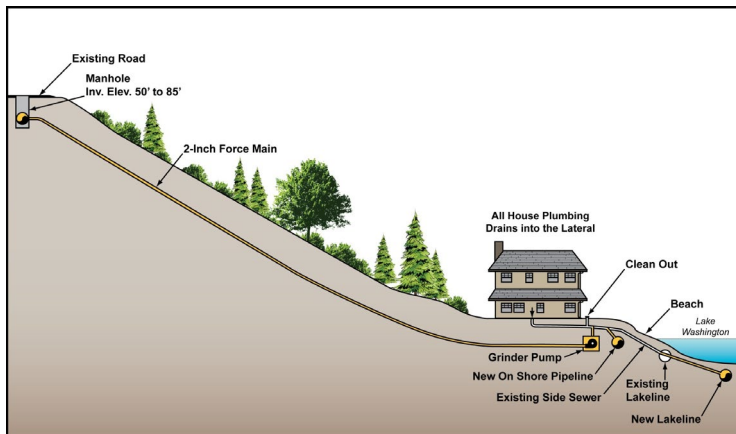 Existing Road
Manhole
Inv. Elev. 50' to 85'
2-Inch Force Main
All House Plumbing
Drains into the Lateral
Clean Out
Beach
Lake
Washington
Grinder Pump
New On Shore Pipeline
Existing Side Sewer
Existing
Lakeline
New Lakeline